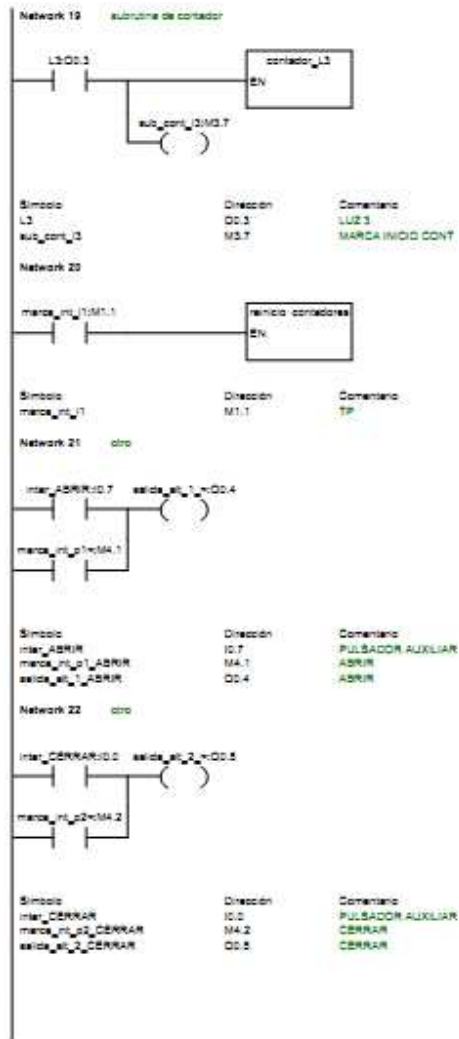 Network 19 subrutina de contador
L3:Q0.3 contador_L3
EN
sub_cont_l3:M3.7
Símbolo Dirección Comentario
L3 Q0.3 LUZ 3
sub_cont_l3 M3.7 MARCA INICIO CONT
Network 20
marca_int_l1:M1.1 reinicio contadores
EN
Símbolo Dirección Comentario
marca_int_l1 M1.1 TP
Network 21 otro
inter_ABRIR:I0.7 salida_alt_1_~:Q0.4
marca_int_p1~:M4.1
Símbolo Dirección Comentario
inter_ABRIR I0.7 PULSADOR AUXILIAR
marca_int_p1_ABRIR M4.1 ABRIR
salida_alt_1_ABRIR Q0.4 ABRIR
Network 22 otro
inter_CERRAR:I0.0 salida_alt_2_~:Q0.5
marca_int_p2~:M4.2
Símbolo Dirección Comentario
inter_CERRAR I0.0 PULSADOR AUXILIAR
marca_int_p2_CERRAR M4.2 CERRAR
salida_alt_2_CERRAR Q0.5 CERRAR